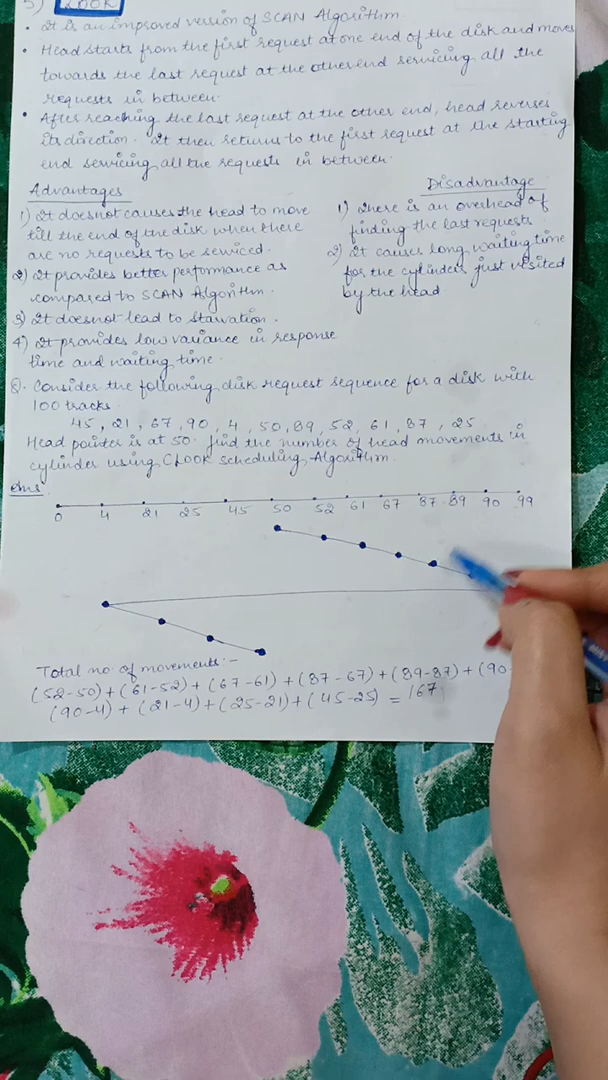 5) LOOK
• It is an improved version of SCAN Algorithm
• Head starts from the first request at one end of the disk and moves
towards the last request at the other end servicing all the
requests in between.
• After reaching the last request at the other end, head reverses
its direction. It then returns to the first request at the starting
end servicing all the requests in between.
Advantages
1) It doesnot causes the head to move
till the end of the disk when there
are no requests to be serviced.
2) It provides better performance as
compared to SCAN Algorithm.
3) It doesnot lead to starvation.
4) It provides low variance in response
time and waiting time.
Disadvantage
1) There is an overhead of
finding the last requests
2) It causes long waiting time
for the cylinders just visited
by the head
Q. Consider the following disk request sequence for a disk with
100 tracks
45, 21, 67, 90, 4, 50, 89, 52, 61, 87, 25
Head pointer is at 50. find the number of head movements in
cylinder using CLOOK scheduling Algorithm.
Ans
0 4 21 25 45 50 52 61 67 87 89 90 99
Total no. of movements:-
(52-50)+(61-52)+(67-61)+(87-67)+(89-87)+(90-
(90-4)+(21-4)+(25-21)+(45-25) = 167